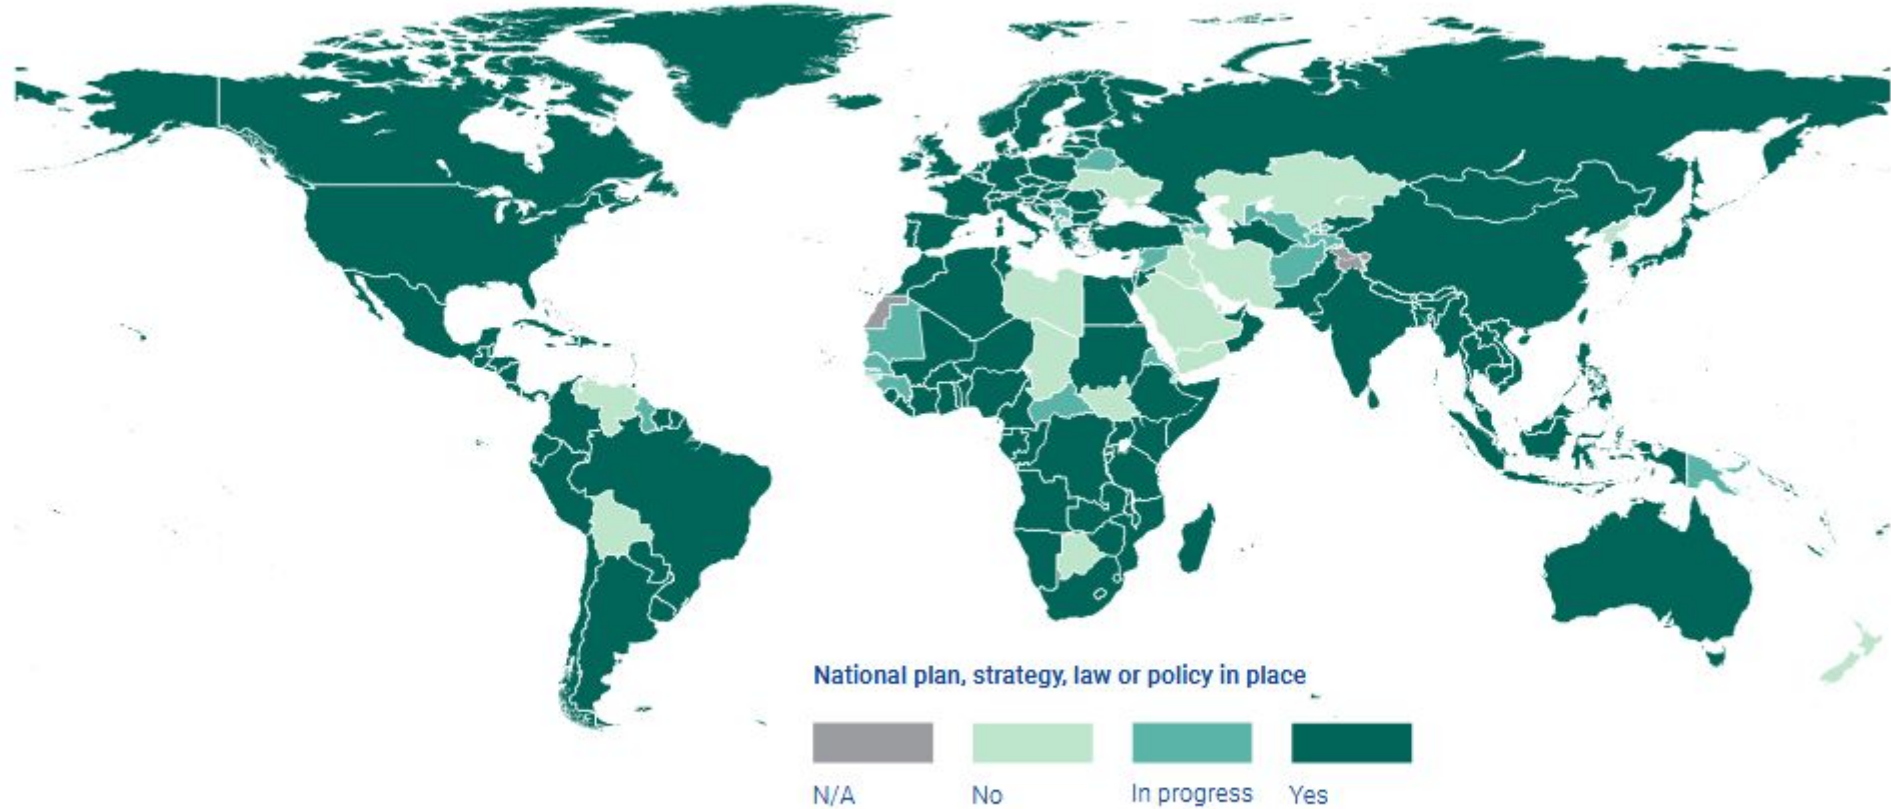 National plan, strategy, law or policy in place
N/A
No
In progress
Yes